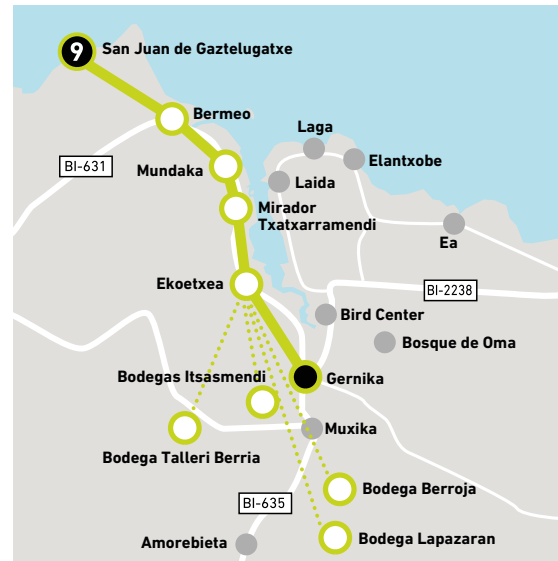 9
San Juan de Gaztelugatxe
Bermeo
Laga
Elantxobe
BI-631
Mundaka
Laida
Mirador
Txatxarramendi
Ea
Ekoetxea
BI-2238
Bird Center
Bosque de Oma
Bodegas Itsasmendi
Gernika
Muxika
Bodega Talleri Berria
Bodega Berroja
BI-635
Amorebieta
Bodega Lapazaran